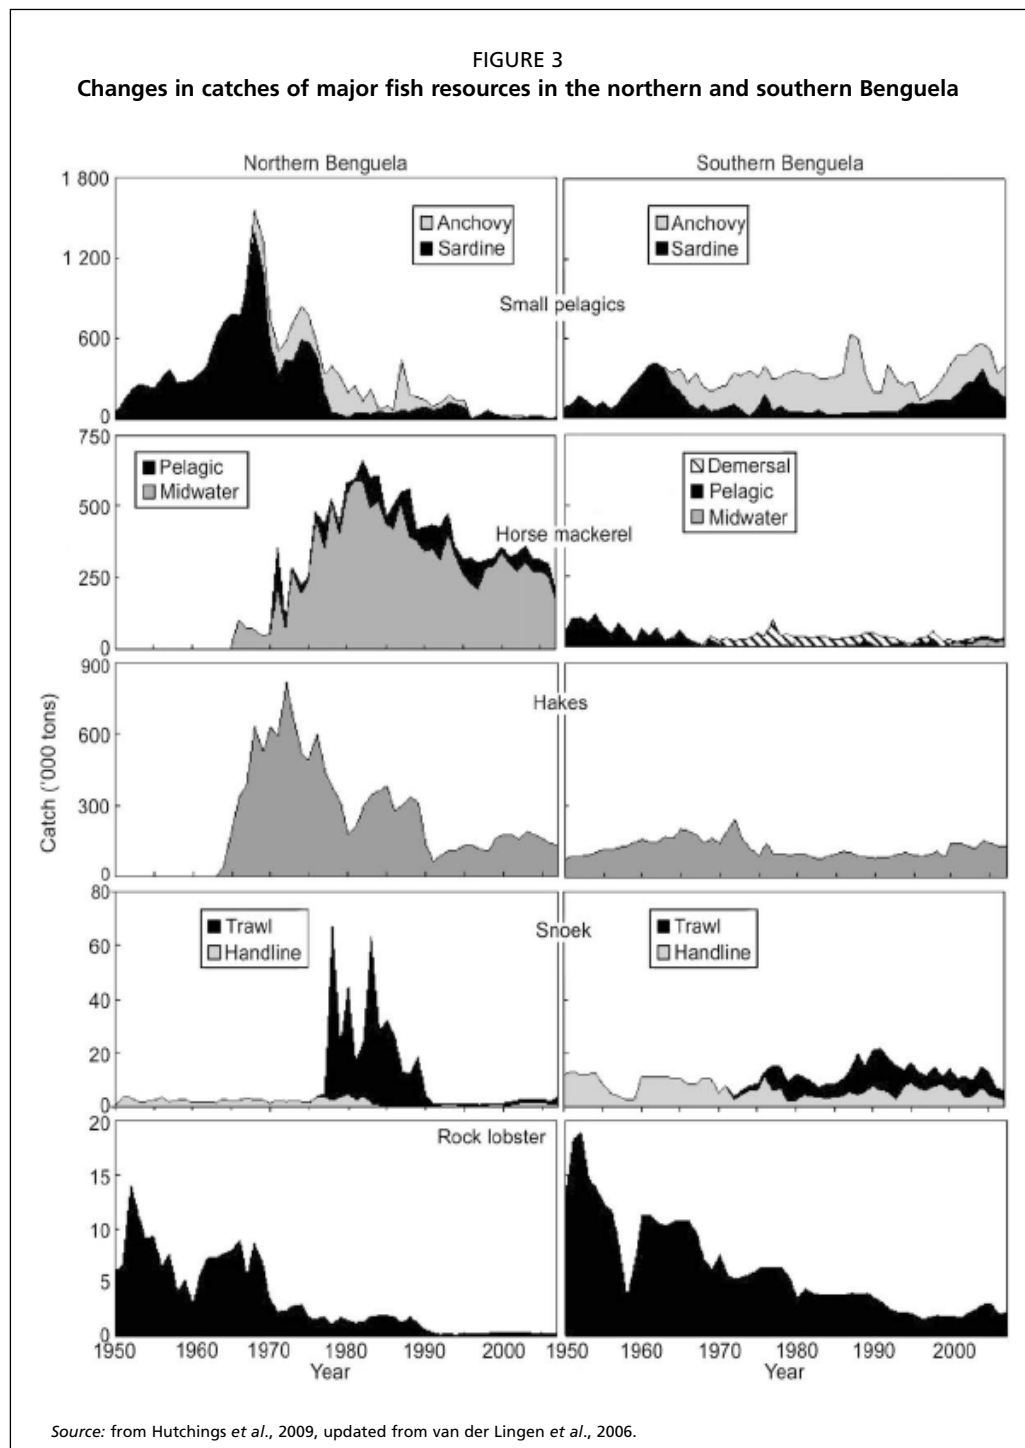 FIGURE 3
Changes in catches of major fish resources in the northern and southern Benguela
Northern Benguela
Southern Benguela
1 800
1 200
600
0
Anchovy
Sardine
Anchovy
Sardine
Small pelagics
750
500
250
0
Pelagic
Midwater
Demersal
Pelagic
Midwater
Horse mackerel
900
600
300
0
Hakes
Catch ('000 tons)
80
60
40
20
0
Trawl
Handline
Trawl
Handline
Snoek
20
15
10
5
0
Rock lobster
1950 1960 1970 1980 1990 2000 1950 1960 1970 1980 1990 2000
Year Year
Source: from Hutchings et al., 2009, updated from van der Lingen et al., 2006.